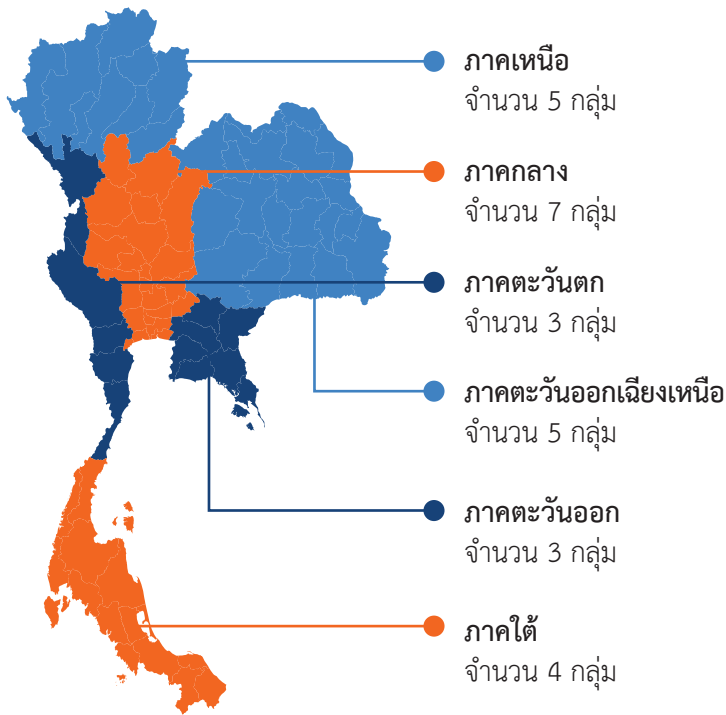 ภาคเหนือ
จำนวน 5 กลุ่ม
ภาคกลาง
จำนวน 7 กลุ่ม
ภาคตะวันตก
จำนวน 3 กลุ่ม
ภาคตะวันออกเฉียงเหนือ
จำนวน 5 กลุ่ม
ภาคตะวันออก
จำนวน 3 กลุ่ม
ภาคใต้
จำนวน 4 กลุ่ม